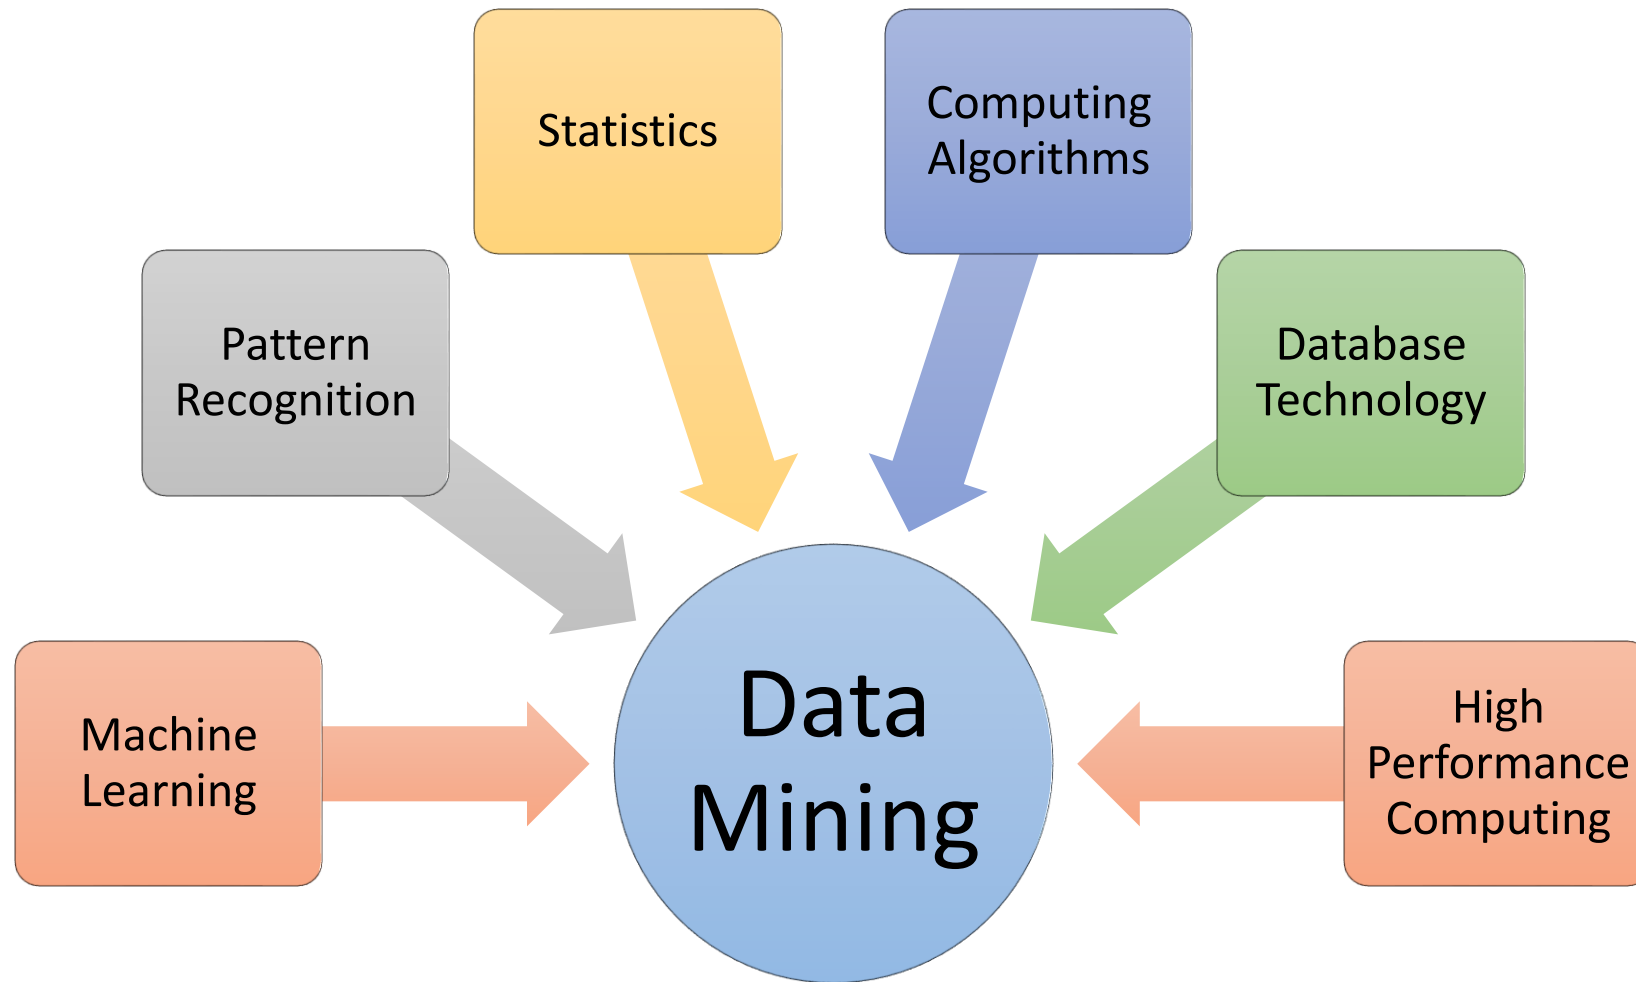 Statistics
Computing
Algorithms
Pattern
Recognition
Database
Technology
Machine
Learning
Data
Mining
High
Performance
Computing